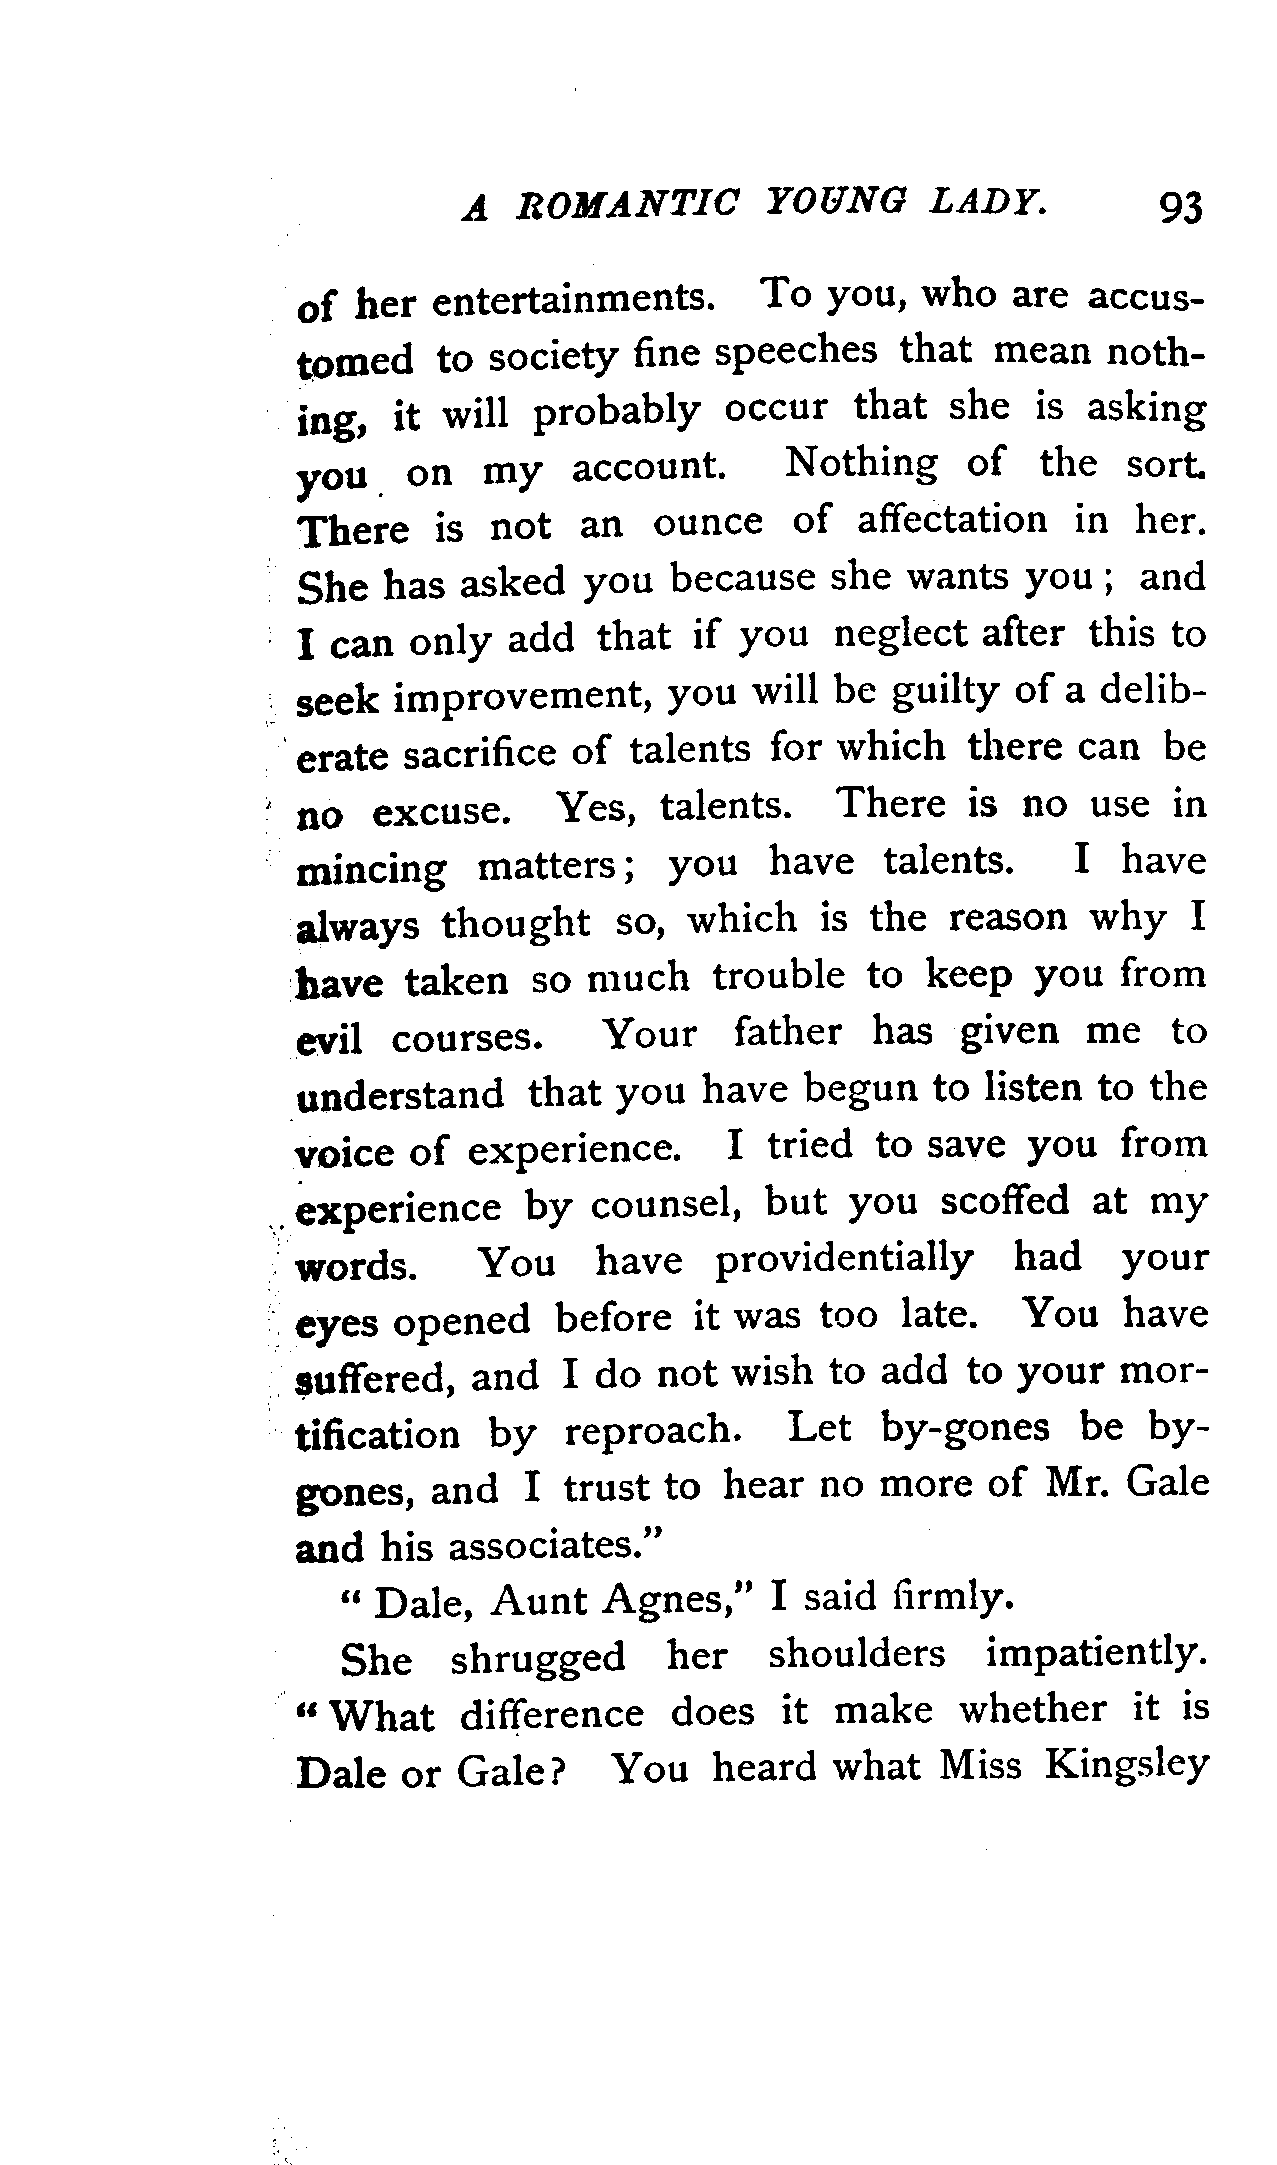 A ROMANTIC YOUNG LADY. 93
of her entertainments. To you, who are accus-
tomed to society fine speeches that mean noth-
ing, it will probably occur that she is asking
you on my account. Nothing of the sort.
There is not an ounce of affectation in her.
She has asked you because she wants you ; and
I can only add that if you neglect after this to
seek improvement, you will be guilty of a delib-
erate sacrifice of talents for which there can be
no excuse. Yes, talents. There is no use in
mincing matters ; you have talents. I have
always thought so, which is the reason why I
have taken so much trouble to keep you from
evil courses. Your father has given me to
understand that you have begun to listen to the
voice of experience. I tried to save you from
experience by counsel, but you scoffed at my
words. You have providentially had your
eyes opened before it was too late. You have
suffered, and I do not wish to add to your mor-
tification by reproach. Let by-gones be by-
gones, and I trust to hear no more of Mr. Gale
and his associates."
" Dale, Aunt Agnes," I said firmly.
She shrugged her shoulders impatiently.
" What difference does it make whether it is
Dale or Gale? You heard what Miss Kingsley